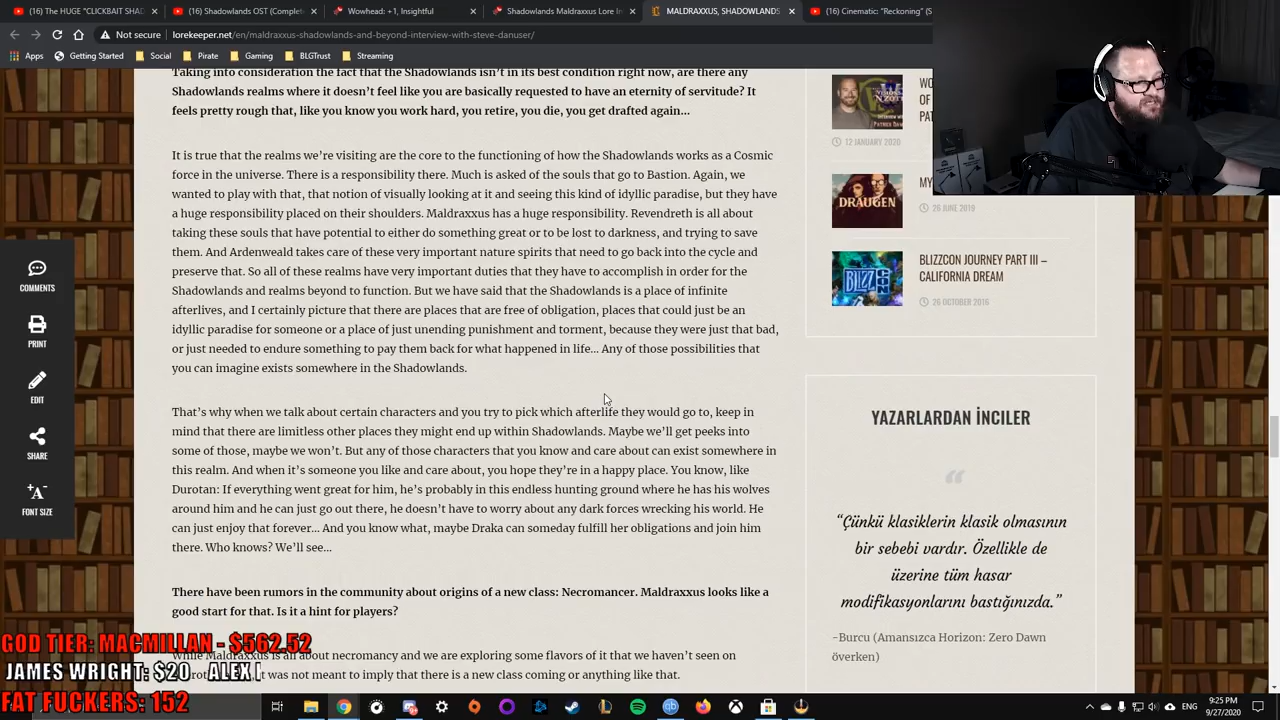 (16) The HUGE "CLICKBAIT SHAD
(16) Shadowlands OST (Complet
Wowhead: +1, Insightful
Shadowlands Maldraxxus Lore In
MALDRAXXUS, SHADOWLANDS
(16) Cinematic: "Reckoning" (S
Not secure | lorekeeper.net/en/maldraxxus-shadowlands-and-beyond-interview-with-steve-danuser/
Apps Getting Started Social Pirate Gaming BLGTrust Streaming
Taking into consideration the fact that the Shadowlands isn't in its best condition right now, are there any
Shadowlands realms where it doesn't feel like you are basically requested to have an eternity of servitude? It
feels pretty rough that, like you know you work hard, you retire, you die, you get drafted again…
It is true that the realms we're visiting are the core to the functioning of how the Shadowlands works as a Cosmic
force in the universe. There is a responsibility there. Much is asked of the souls that go to Bastion. Again, we
wanted to play with that, that notion of visually looking at it and seeing this kind of idyllic paradise, but they have
a huge responsibility placed on their shoulders. Maldraxxus has a huge responsibility. Revendreth is all about
taking these souls that have potential to either do something great or to be lost to darkness, and trying to save
them. And Ardenweald takes care of these very important nature spirits that need to go back into the cycle and
preserve that. So all of these realms have very important duties that they have to accomplish in order for the
Shadowlands and realms beyond to function. But we have said that the Shadowlands is a place of infinite
afterlives, and I certainly picture that there are places that are free of obligation, places that could just be an
idyllic paradise for someone or a place of just unending punishment and torment, because they were just that bad,
or just needed to endure something to pay them back for what happened in life… Any of those possibilities that
you can imagine exists somewhere in the Shadowlands.
That's why when we talk about certain characters and you try to pick which afterlife they would go to, keep in
mind that there are limitless other places they might end up within Shadowlands. Maybe we'll get peeks into
some of those, maybe we won't. But any of those characters that you know and care about can exist somewhere in
this realm. And when it's someone you like and care about, you hope they're in a happy place. You know, like
Durotan: If everything went great for him, he's probably in this endless hunting ground where he has his wolves
around him and he can just go out there, he doesn't have to worry about any dark forces wrecking his world. He
can just enjoy that forever… And you know what, maybe Draka can someday fulfill her obligations and join him
there. Who knows? We'll see…
There have been rumors in the community about origins of a new class: Necromancer. Maldraxxus looks like a
good start for that. Is it a hint for players?
While Maldraxxus is all about necromancy and we are exploring some flavors of it that we haven't seen on
was not meant to imply that there is a new class coming or anything like that.
COMMENTS
PRINT
EDIT
SHARE
FONT SIZE
WO
OF
PAT
12 JANUARY 2020
DRAUGEN
MY
26 JUNE 2019
BLIZZ
BLIZZCON JOURNEY PART III –
CALIFORNIA DREAM
26 OCTOBER 2016
YAZARLARDAN İNCİLER
“
“Çünkü klasiklerin klasik olmasının
bir sebebi vardır. Özellikle de
üzerine tüm hasar
modifikasyonlarını bastığınızda.”
-Burcu (Amansızca Horizon: Zero Dawn
överken)
GOD TIER: MACMILLAN - $562.52
JAMES WRIGHT: $20 ALEX
FAT FUCKERS: 152
9:25 PM
9/27/2020